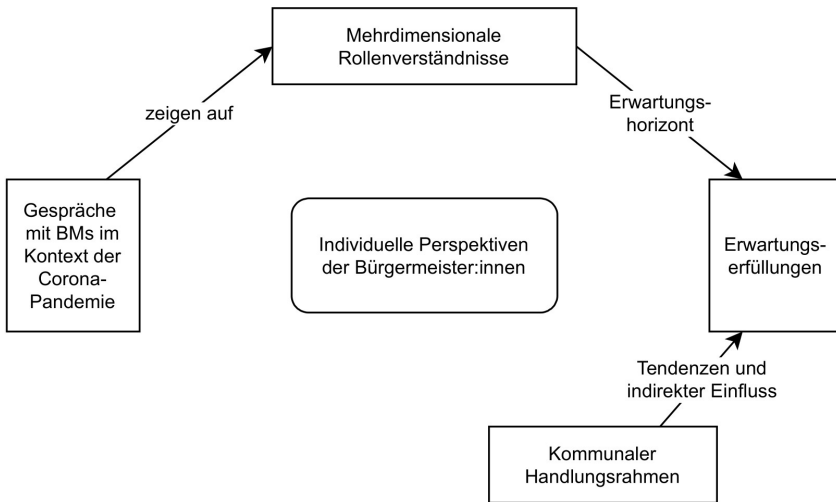 Mehrdimensionale
Rollenverständnisse
zeigen auf
Erwartungs-
horizont
Gespräche
mit BMs im
Kontext der
Corona-
Pandemie
Individuelle Perspektiven
der Bürgermeister:innen
Erwartungs-
erfüllungen
Tendenzen und
indirekter Einfluss
Kommunaler
Handlungsrahmen